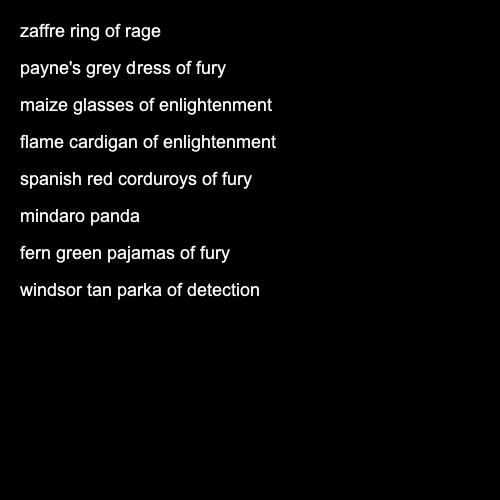 zaffre ring of rage
payne's grey dress of fury
maize glasses of enlightenment
flame cardigan of enlightenment
spanish red corduroys of fury
mindaro panda
fern green pajamas of fury
windsor tan parka of detection